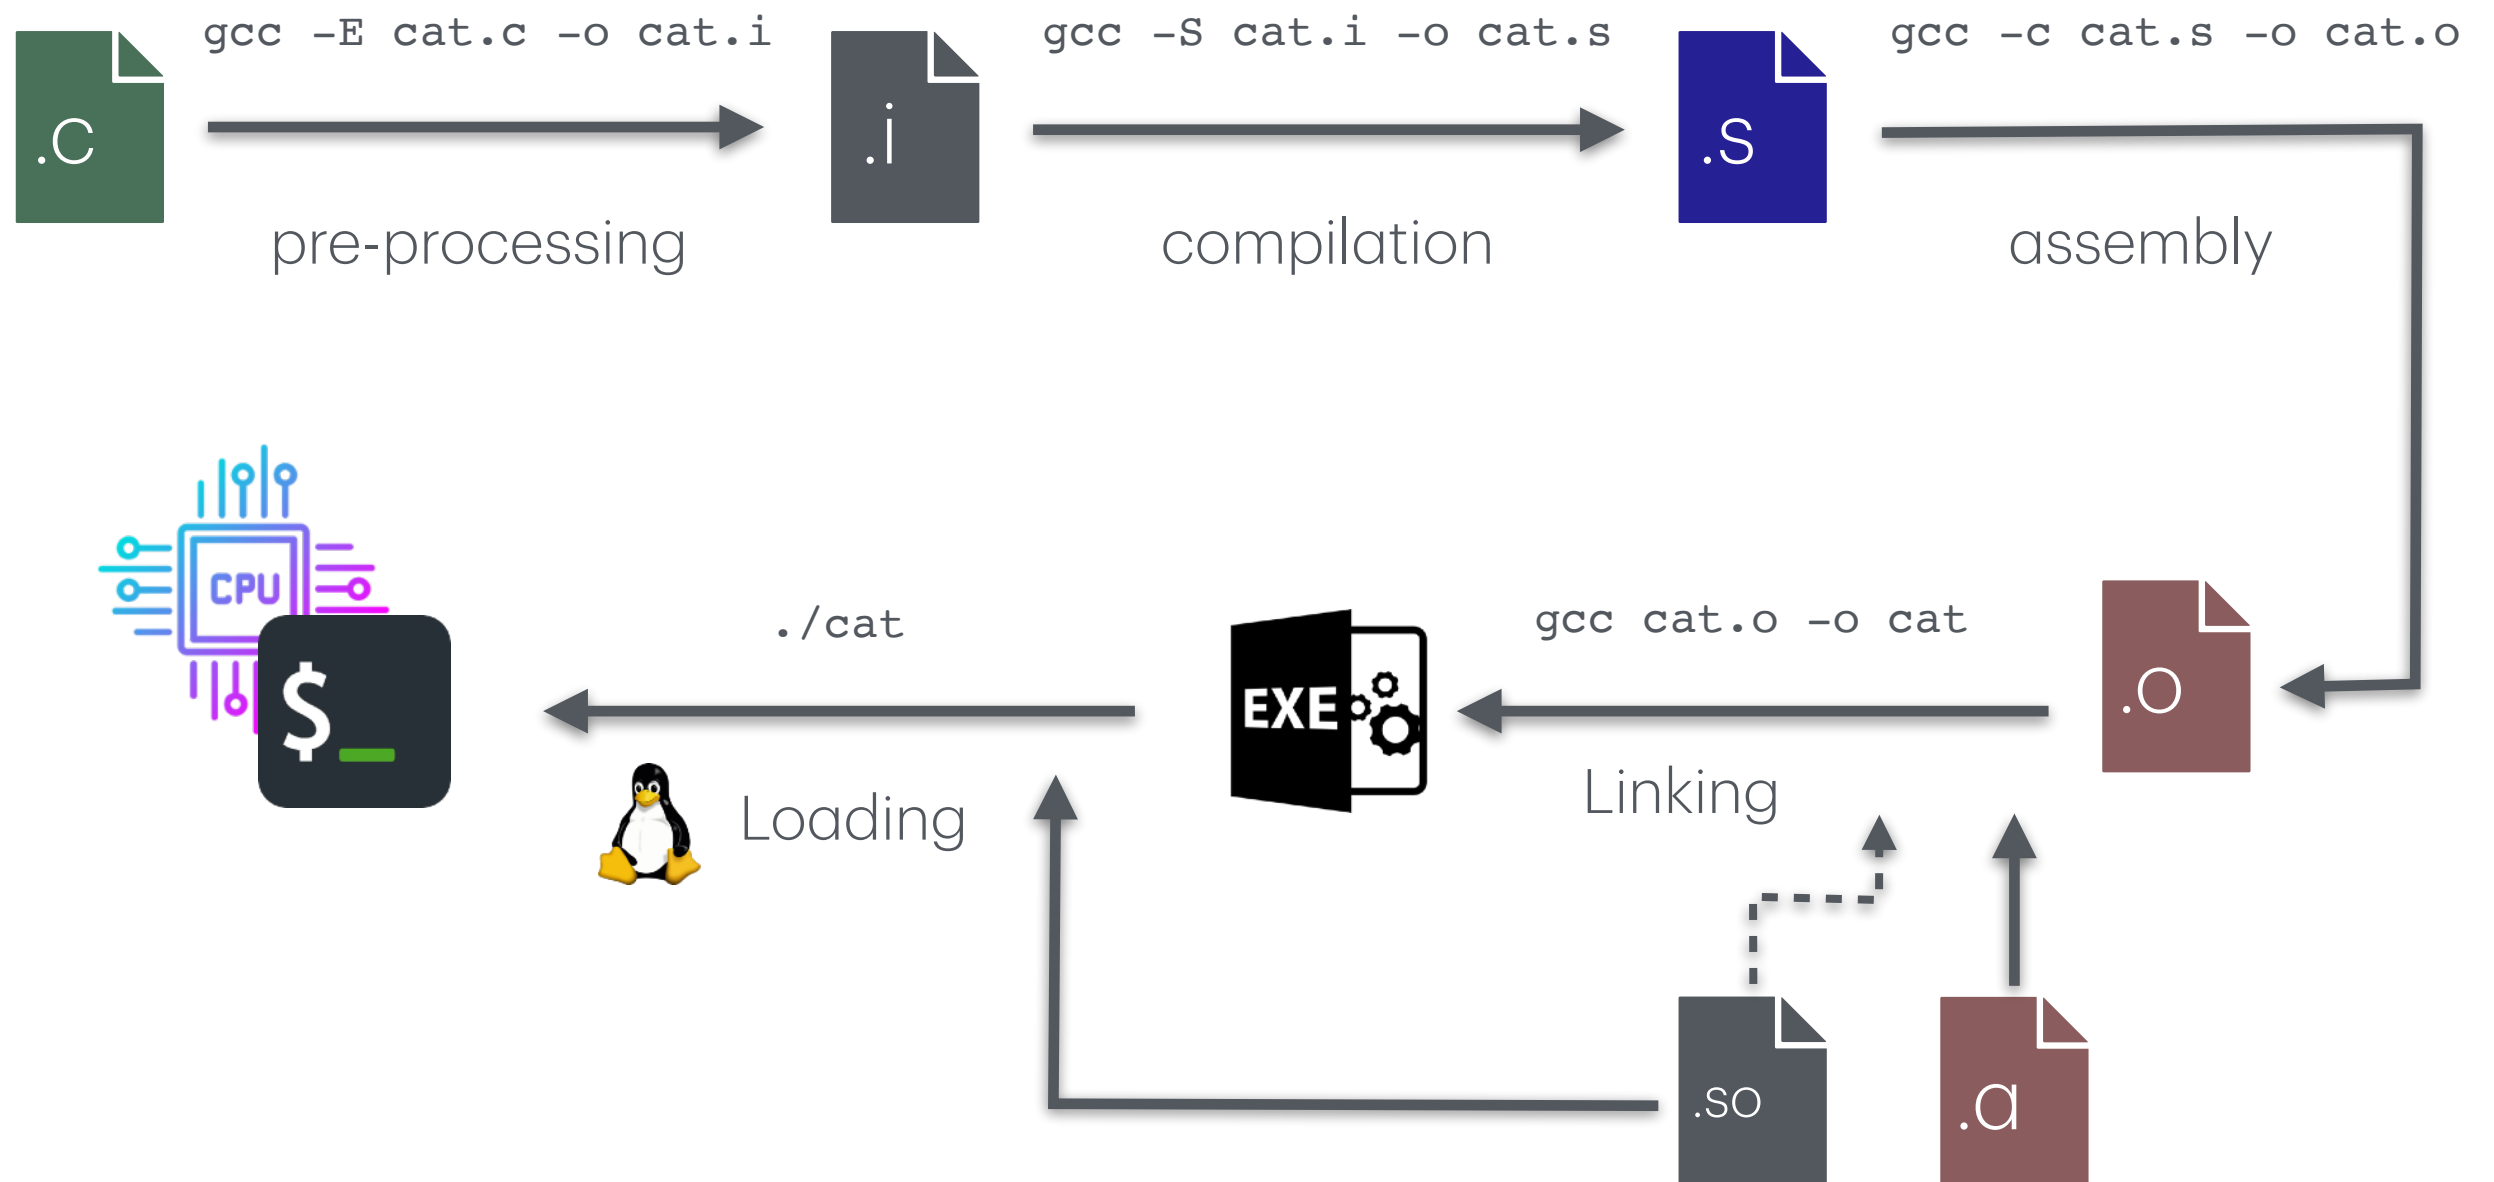 gcc -E cat.c -o cat.i
gcc -S cat.i -o cat.s
gcc -c cat.s -o cat.o
.c
.i
.s
pre-processing
compilation
assembly
CPU
$_
./cat
EXE
gcc cat.o -o cat
.o
Loading
Linking
.so
.a